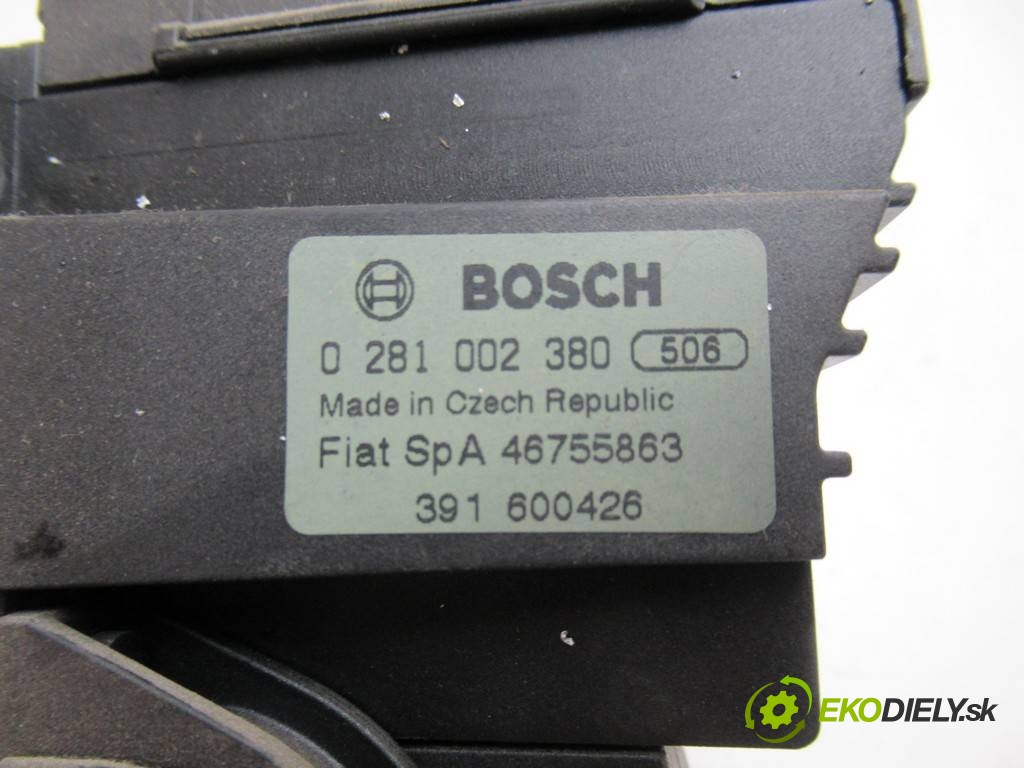 BOSCH
0 281 002 380 506
Made in Czech Republic
Fiat SpA 46755863
391 600426
EKODIELY.sk